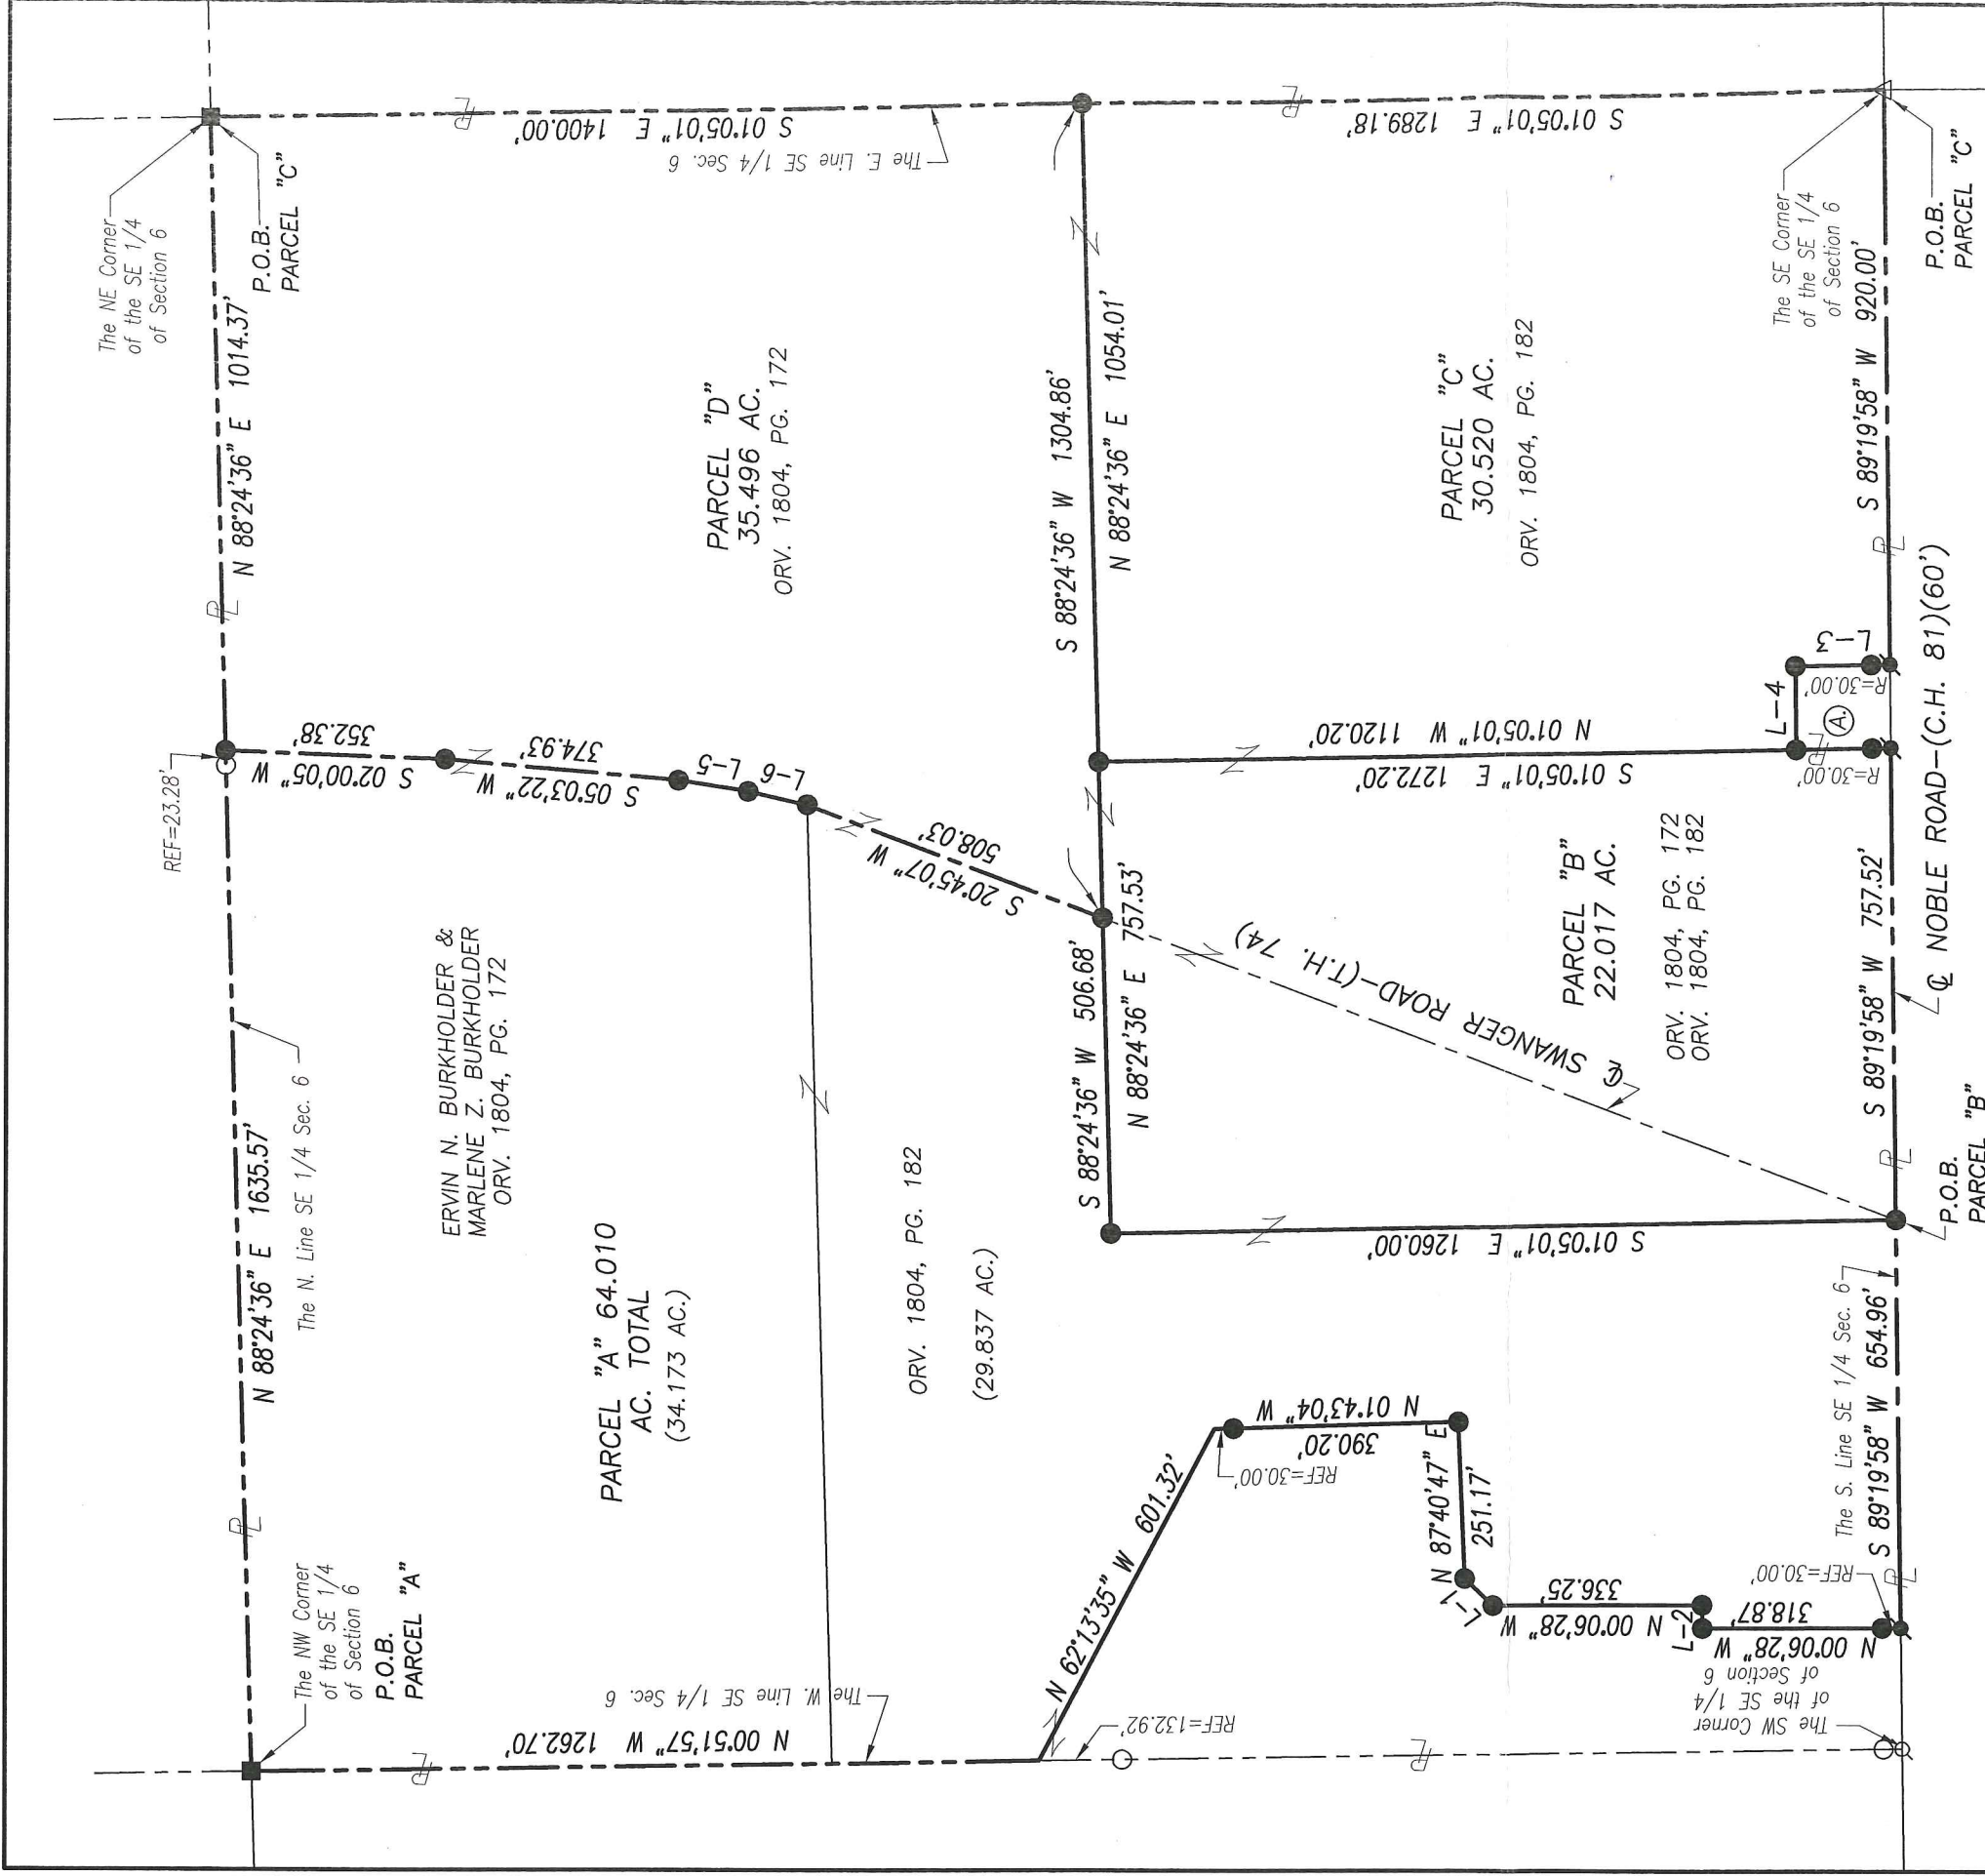 The NW Corner
of the SE 1/4
of Section 6
P.O.B.
PARCEL "A"
N 88°24'36" E 1635.57'
The N. Line SE 1/4 Sec. 6
REF=23.28'
N 88°24'36" E 1014.37'
The NE Corner
of the SE 1/4
of Section 6
P.O.B.
PARCEL "C"
S 01°05'01" E 1400.00'
The E. Line SE 1/4 Sec. 6
S 02°00'05" W
352.38'
S 05°03'22" W
374.93'
L-5
L-6
S 20°45'07" W
508.03'
ERVIN N. BURKHOLDER &
MARLENE Z. BURKHOLDER
ORV. 1804, PG. 172
PARCEL "A" 64.010
AC. TOTAL
(34.173 AC.)
ORV. 1804, PG. 182
(29.837 AC.)
PARCEL "D"
35.496 AC.
ORV. 1804, PG. 172
N 00°51'57" W 1262.70'
The W. Line SE 1/4 Sec. 6
REF=132.92'
N 62°13'35" W 601.32'
REF=30.00'
N 01°43'04" W
390.20'
N 87°40'47" E
251.17'
L-1
N 00°06'28" W
336.25'
L-2
N 00°06'28" W
318.87'
REF=30.00'
The SW Corner
of the SE 1/4
of Section 6
The S. Line SE 1/4 Sec. 6
S 89°19'58" W 654.96'
S 88°24'36" W 506.68'
N 88°24'36" E 757.53'
S 88°24'36" W 1304.86'
N 88°24'36" E 1054.01'
S 01°05'01" E 1260.00'
℄ SWANGER ROAD-(T.H. 74)
PARCEL "B"
22.017 AC.
ORV. 1804, PG. 172
ORV. 1804, PG. 182
N 01°05'01" W 1120.20'
S 01°05'01" E 1272.20'
L-4
L-3
R=30.00'
A.
R=30.00'
PARCEL "C"
30.520 AC.
ORV. 1804, PG. 182
S 01°05'01" E 1289.18'
The SE Corner
of the SE 1/4
of Section 6
S 89°19'58" W 757.52'
S 89°19'58" W 920.00'
P.O.B.
PARCEL "B"
℄ NOBLE ROAD-(C.H. 81)(60')
P.O.B.
PARCEL "C"